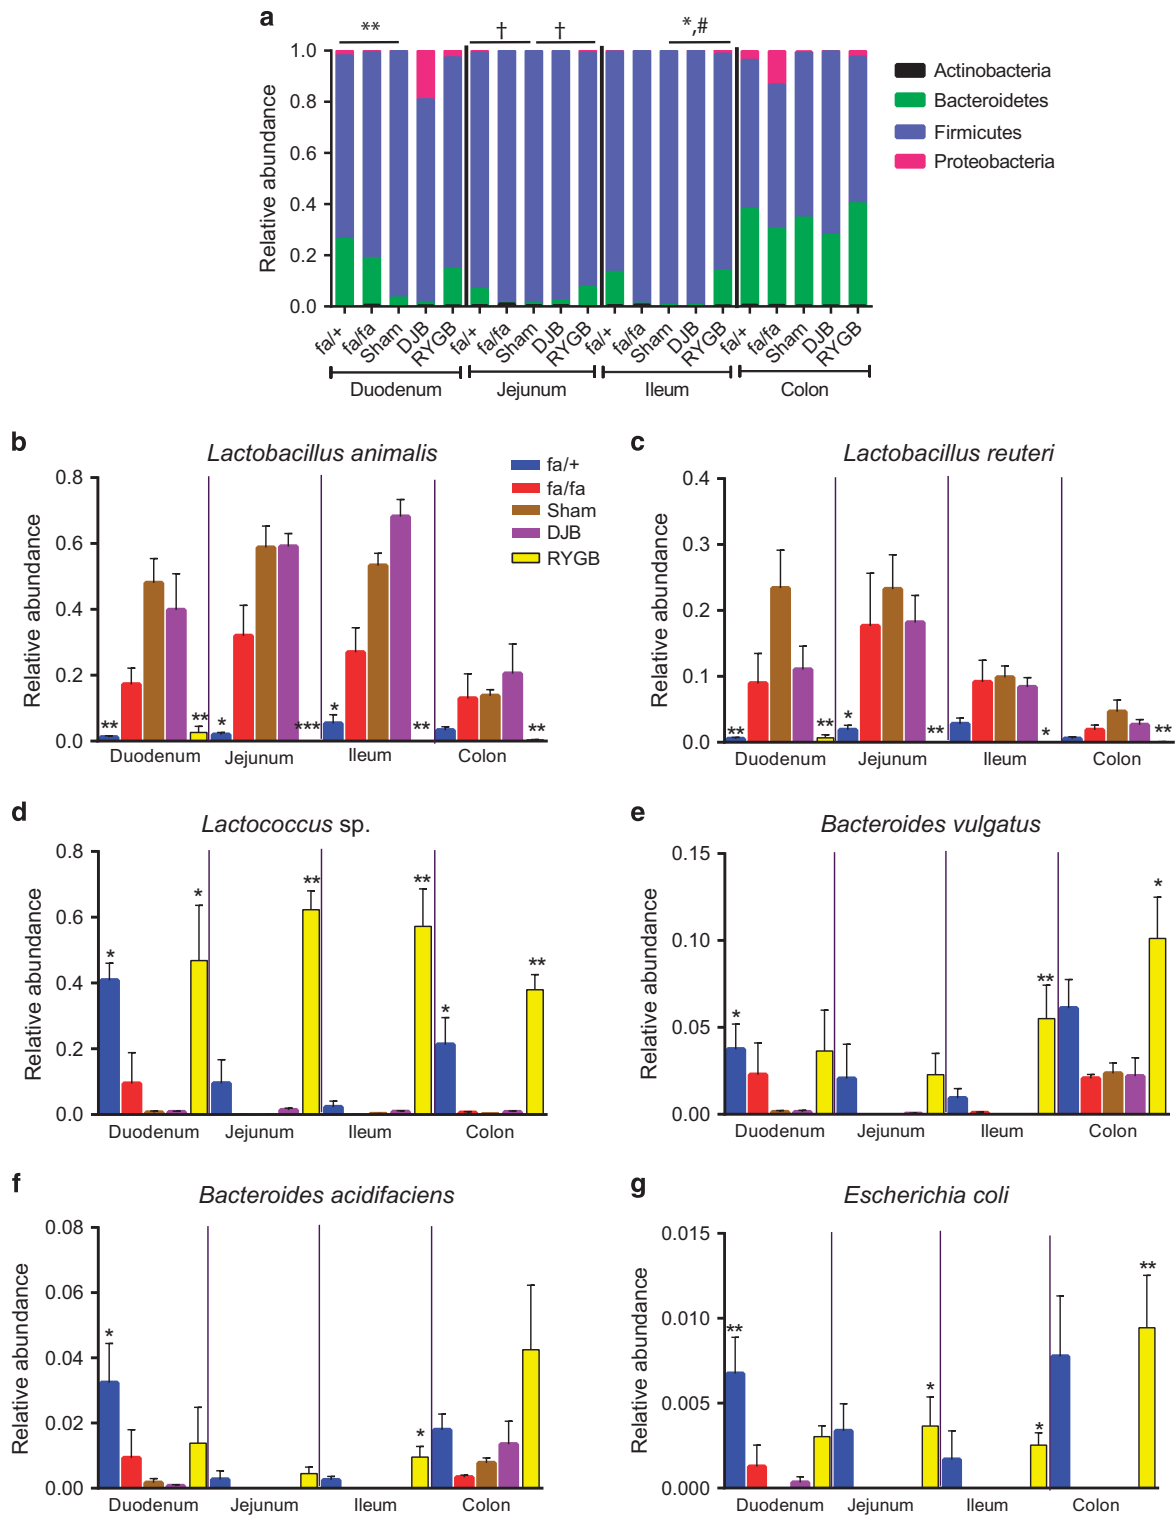 a
** † † *,#
1.0
0.8
0.6
0.4
0.2
0.0
Relative abundance
Actinobacteria
Bacteroidetes
Firmicutes
Proteobacteria
fa/+ fa/fa Sham DJB RYGB fa/+ fa/fa Sham DJB RYGB fa/+ fa/fa Sham DJB RYGB fa/+ fa/fa Sham DJB RYGB
Duodenum Jejunum Ileum Colon
b
Lactobacillus animalis
0.8
0.6
0.4
0.2
0.0
Relative abundance
** ** * *** * ** **
Duodenum Jejunum Ileum Colon
fa/+
fa/fa
Sham
DJB
RYGB
c
Lactobacillus reuteri
0.4
0.3
0.2
0.1
0.0
Relative abundance
** ** * ** * **
Duodenum Jejunum Ileum Colon
d
Lactococcus sp.
0.8
0.6
0.4
0.2
0.0
Relative abundance
* * ** ** * **
Duodenum Jejunum Ileum Colon
e
Bacteroides vulgatus
0.15
0.10
0.05
0.00
Relative abundance
* ** *
Duodenum Jejunum Ileum Colon
f
Bacteroides acidifaciens
0.08
0.06
0.04
0.02
0.00
Relative abundance
* *
Duodenum Jejunum Ileum Colon
g
Escherichia coli
0.015
0.010
0.005
0.000
Relative abundance
** * * **
Duodenum Jejunum Ileum Colon